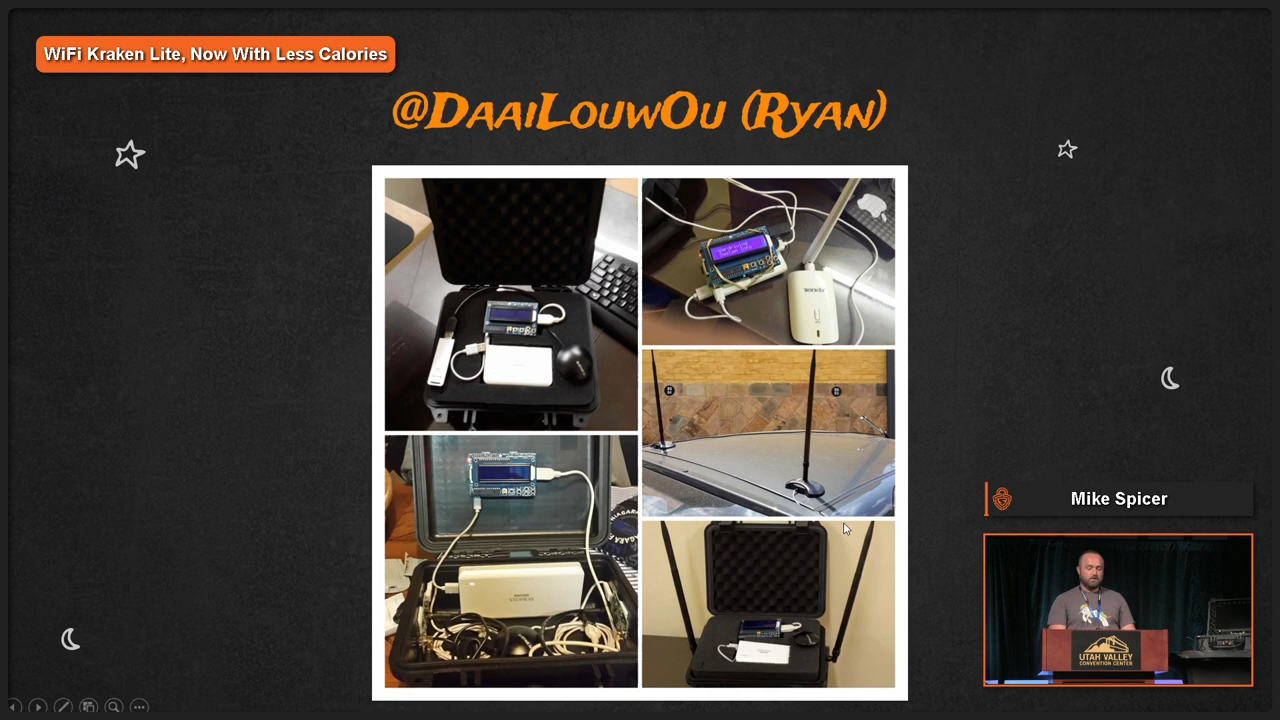 WiFi Kraken Lite, Now With Less Calories
@DaaiLouwOu (Ryan)
Mike Spicer
UTAH VALLEY
CONVENTION CENTER